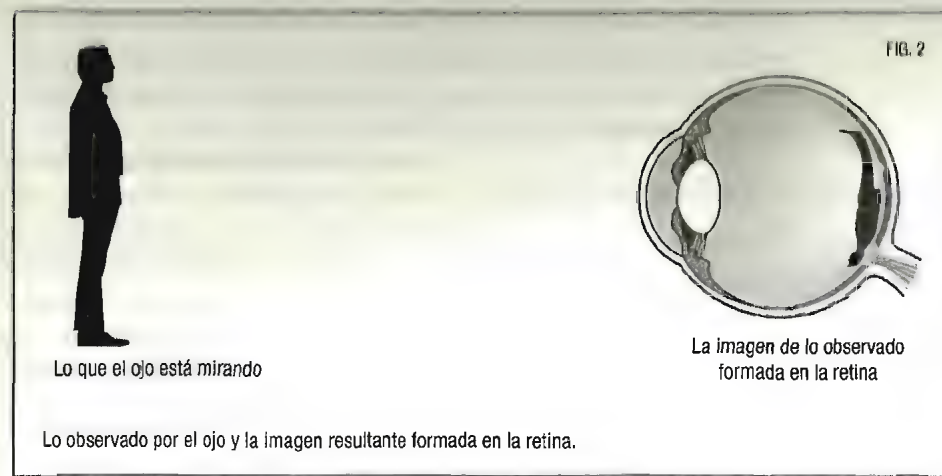 FIG. 2
Lo que el ojo está mirando
La imagen de lo observado
formada en la retina
Lo observado por el ojo y la imagen resultante formada en la retina.